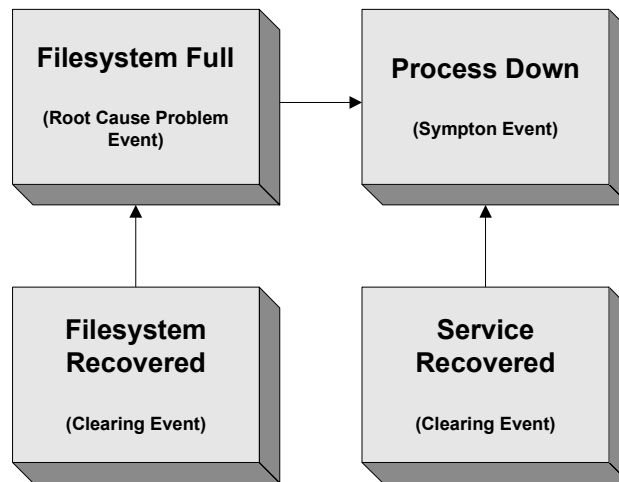 Filesystem Full
(Root Cause Problem
Event)
Process Down
(Sympton Event)
Filesystem
Recovered
(Clearing Event)
Service
Recovered
(Clearing Event)